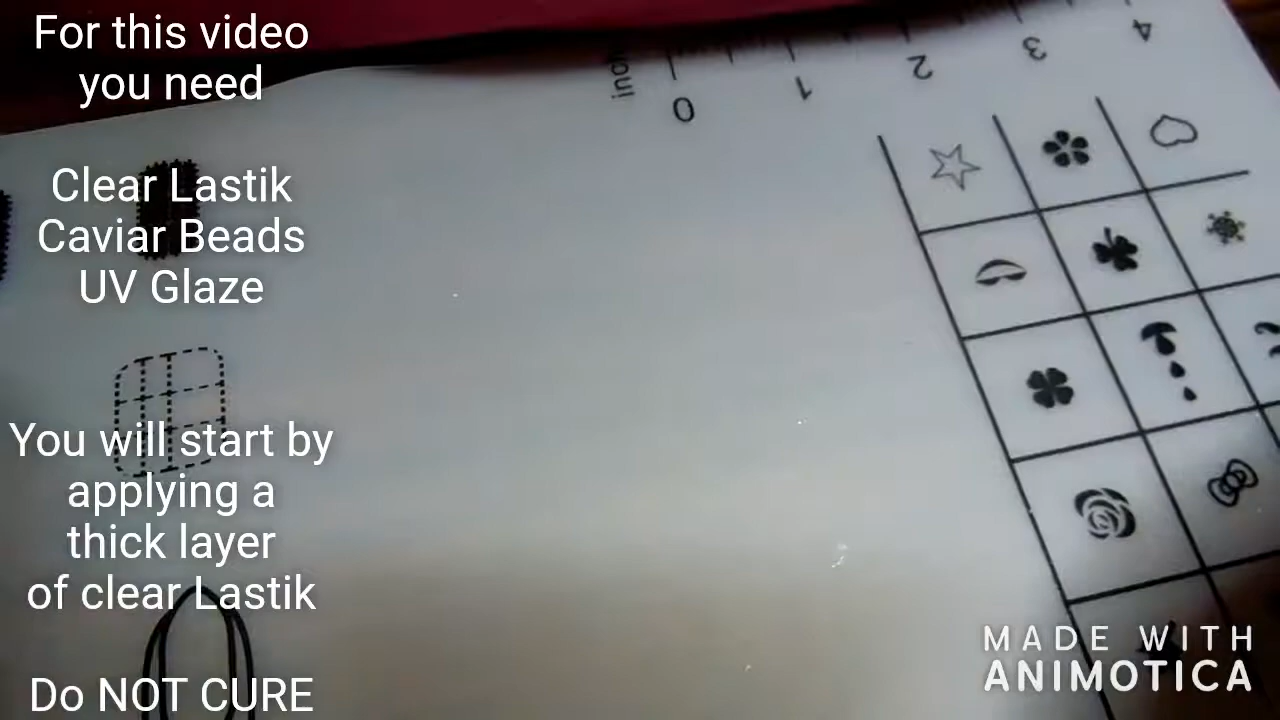 For this video
you need
Clear Lastik
Caviar Beads
UV Glaze
You will start by
applying a
thick layer
of clear Lastik
Do NOT CURE
0 1 2 3 4
MADE WITH
ANIMOTICA